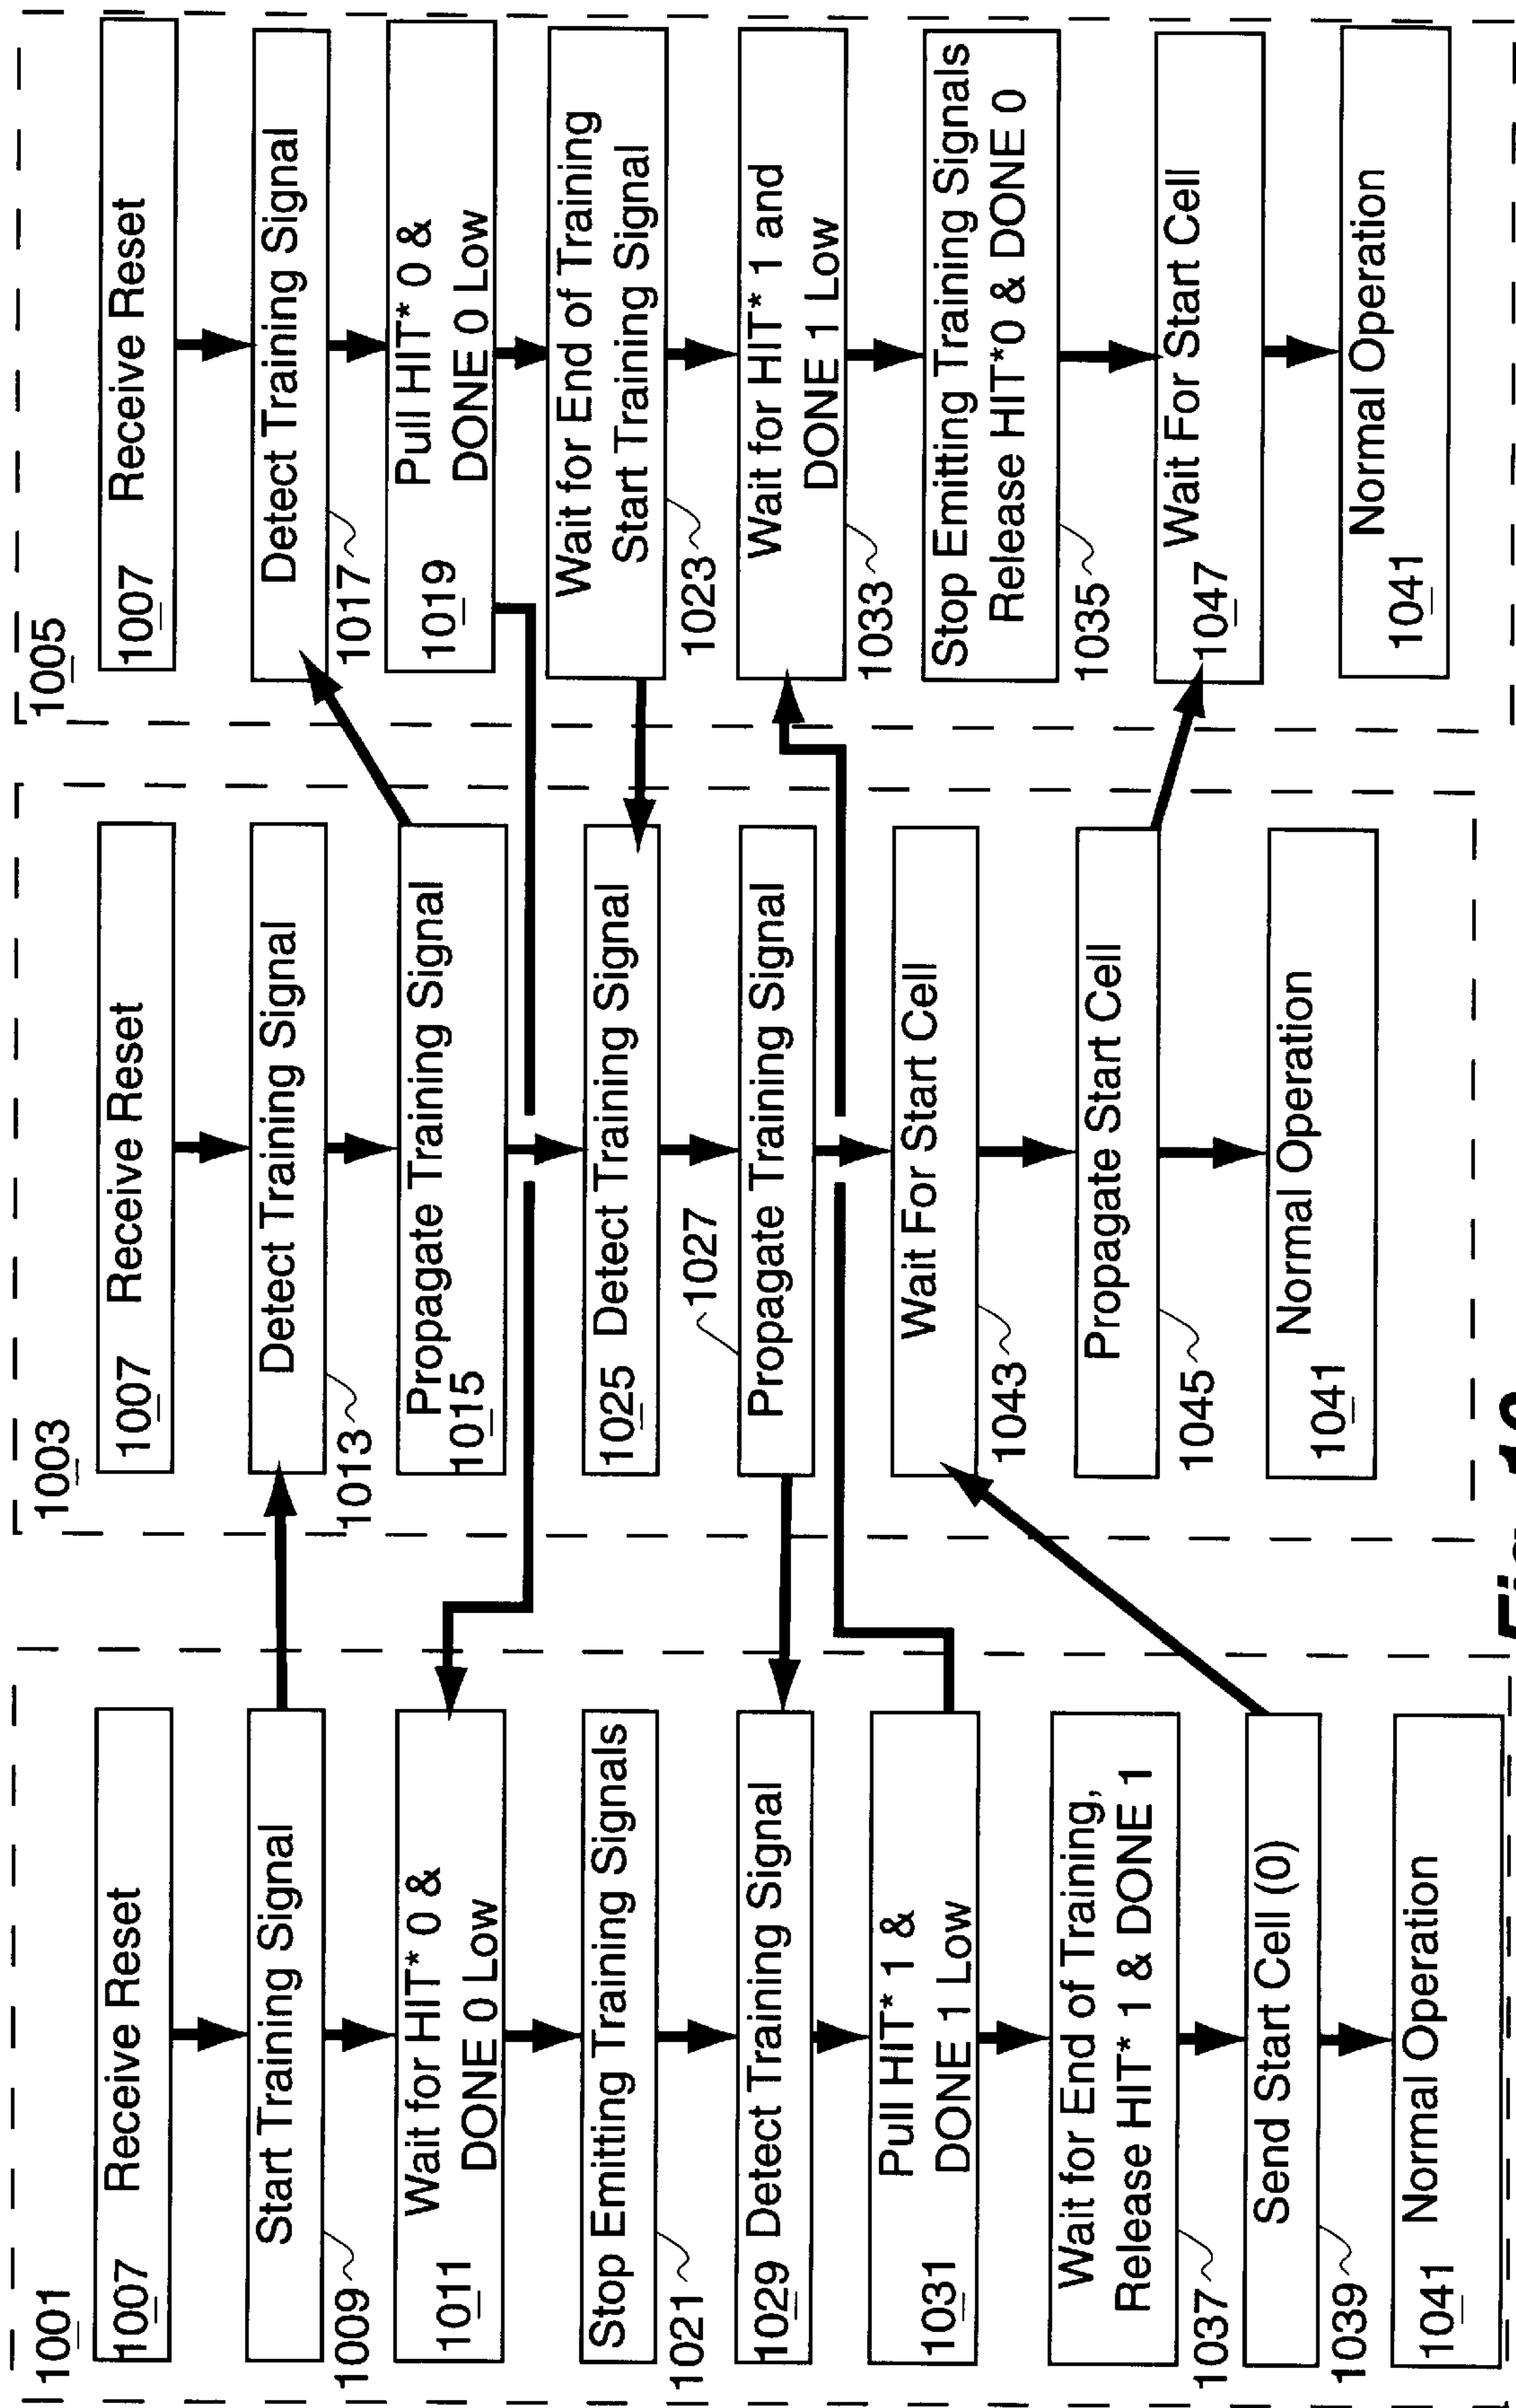 1001
1007 Receive Reset
Start Training Signal
1009
Wait for HIT* 0 &
1011 DONE 0 Low
Stop Emitting Training Signals
1021
1029 Detect Training Signal
Pull HIT* 1 &
1031 DONE 1 Low
Wait for End of Training,
Release HIT* 1 & DONE 1
1037
Send Start Cell (0)
1039
Normal Operation
1041
1003
1007 Receive Reset
Detect Training Signal
1013
Propagate Training Signal
1015
1025 Detect Training Signal
1027
Propagate Training Signal
Wait For Start Cell
1043
Propagate Start Cell
1045
Normal Operation
1041
1005
1007 Receive Reset
Detect Training Signal
1017
Pull HIT* 0 &
1019 DONE 0 Low
Wait for End of Training
Start Training Signal
1023
Wait for HIT* 1 and
DONE 1 Low
1033
Stop Emitting Training Signals
Release HIT*0 & DONE 0
1035
Wait For Start Cell
1047
Normal Operation
1041